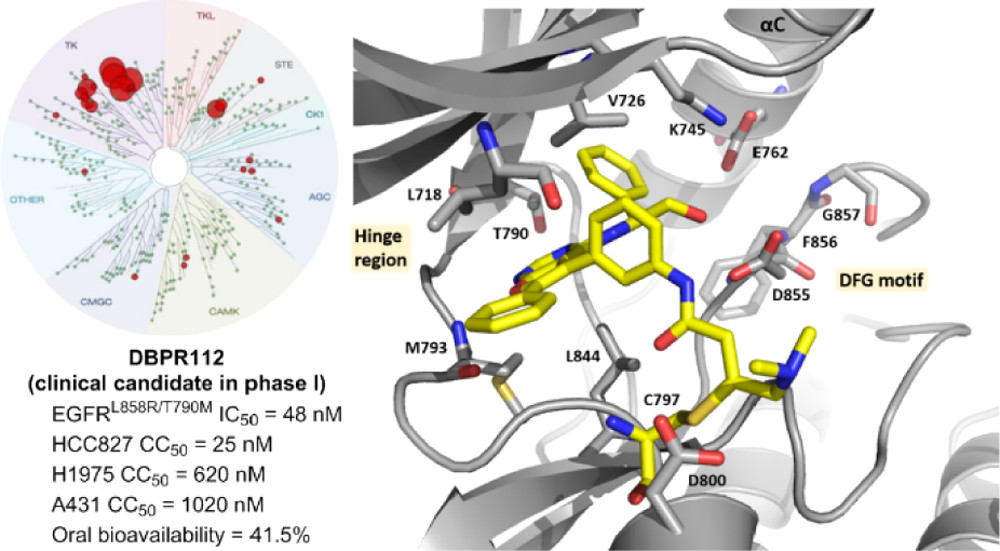 TKL
TK
STE
CK1
AGC
OTHER
CMGC
CAMK
DBPR112
(clinical candidate in phase I)
EGFRL858R/T790M IC50 = 48 nM
HCC827 CC50 = 25 nM
H1975 CC50 = 620 nM
A431 CC50 = 1020 nM
Oral bioavailability = 41.5%
αC
V726
K745
E762
L718
T790
G857
Hinge
region
F856
DFG motif
D855
M793
L844
C797
D800